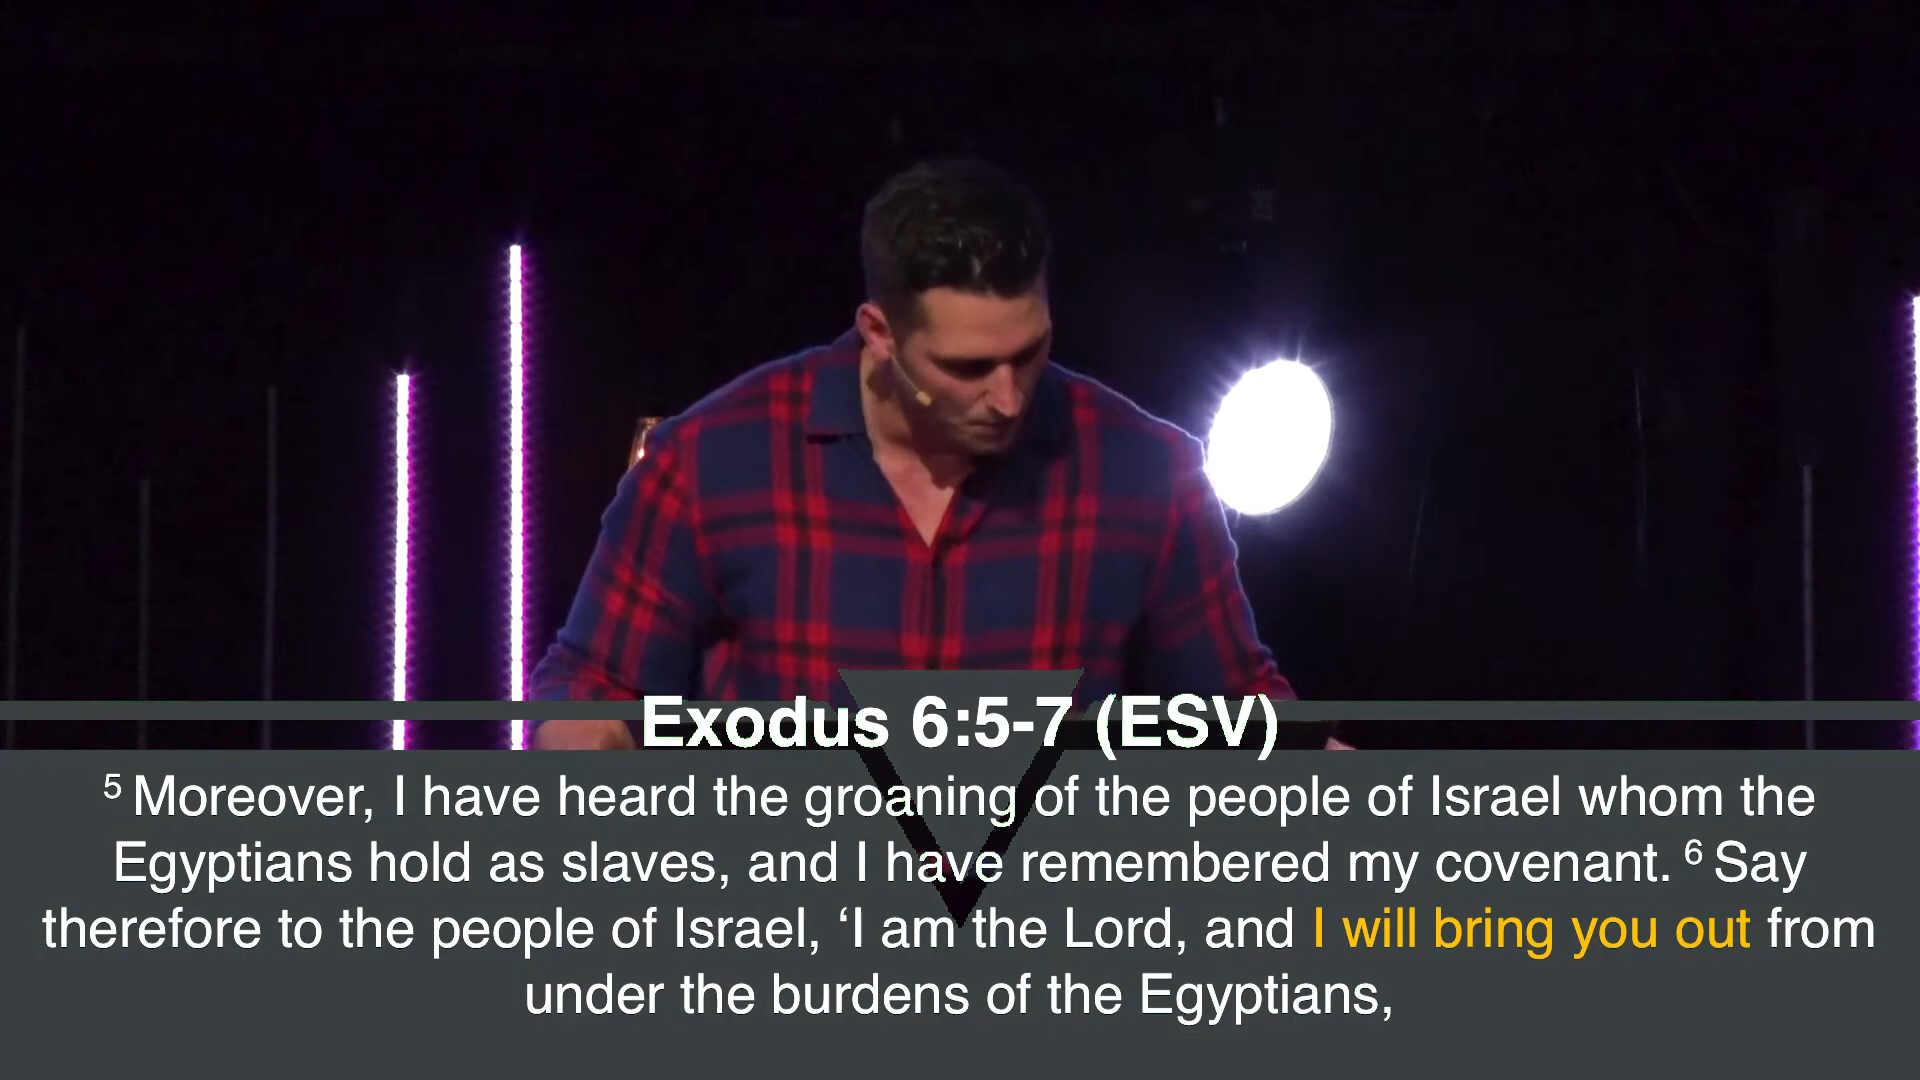 Exodus 6:5-7 (ESV)
5 Moreover, I have heard the groaning of the people of Israel whom the
Egyptians hold as slaves, and I have remembered my covenant. 6 Say
therefore to the people of Israel, ‘I am the Lord, and I will bring you out from
under the burdens of the Egyptians,